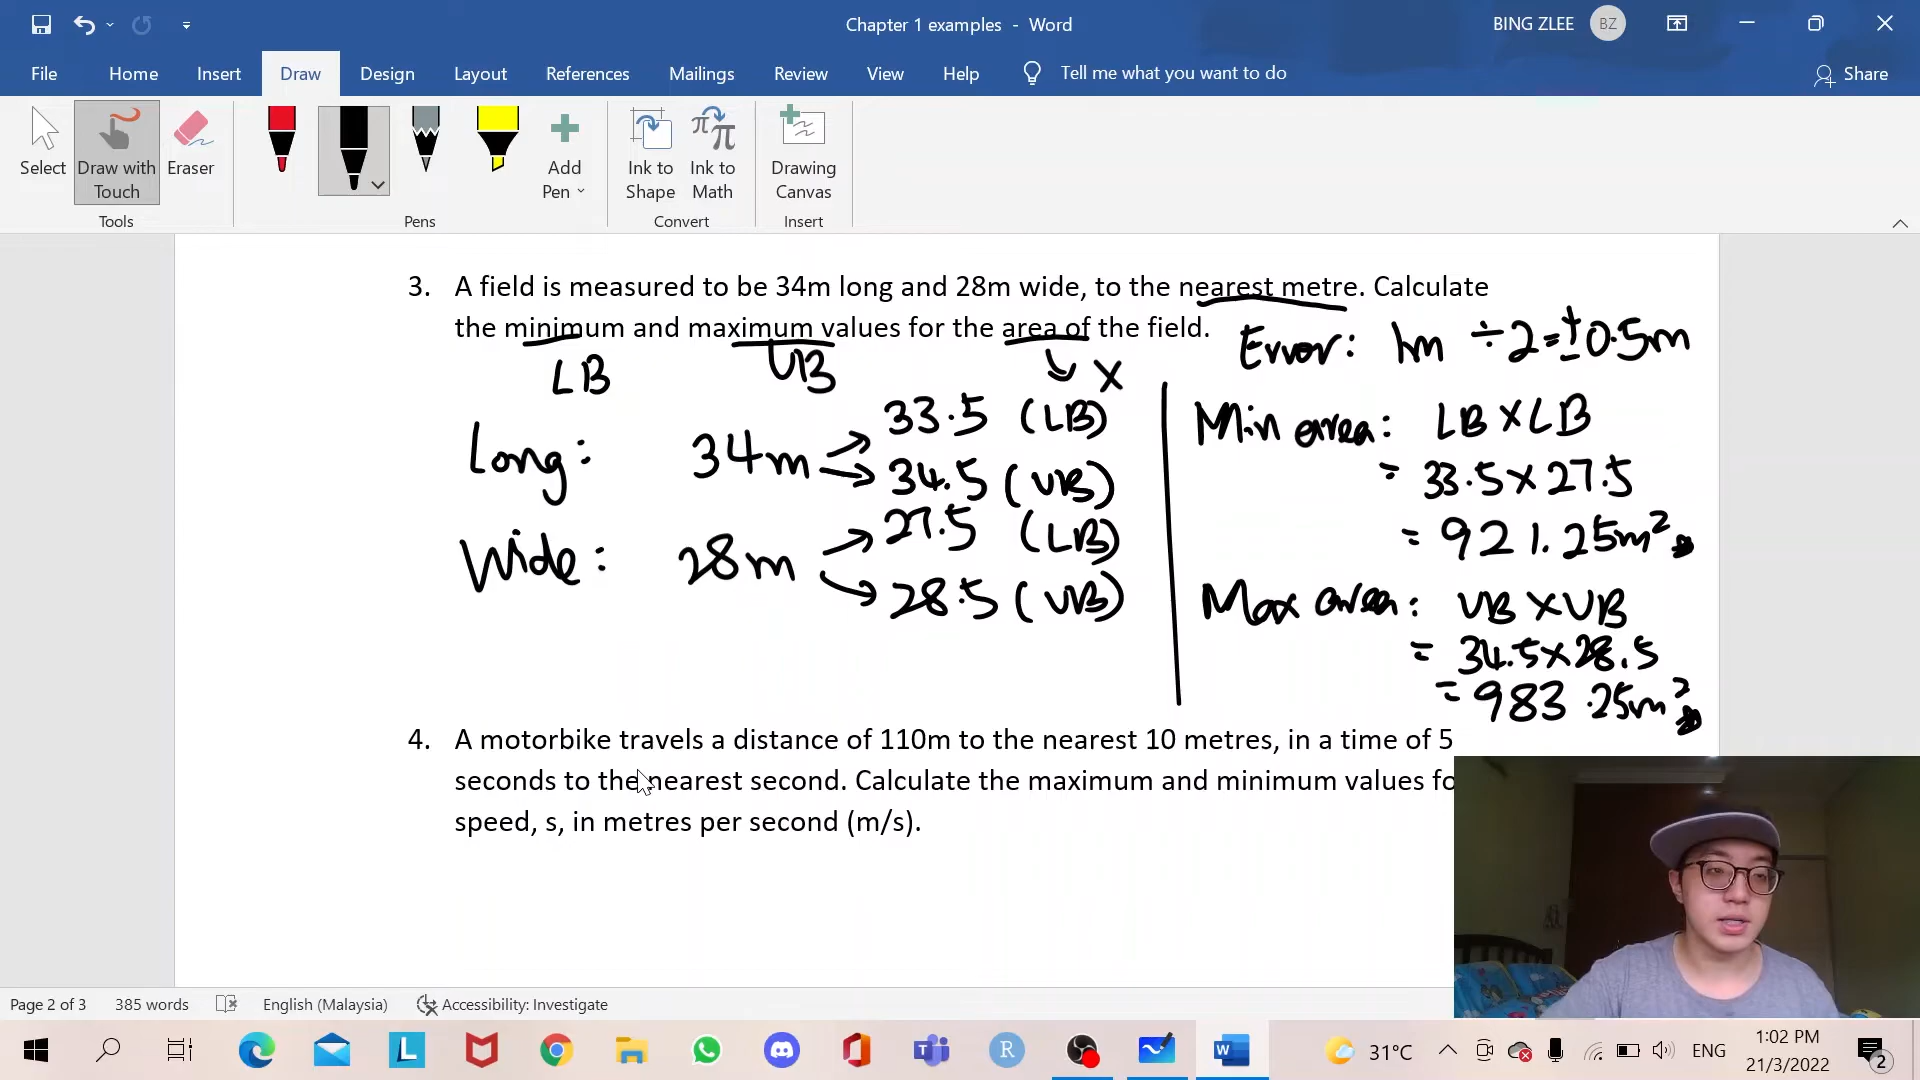 Chapter 1 examples - Word
BING ZLEE
BZ
File
Home
Insert
Draw
Design
Layout
References
Mailings
Review
View
Help
Tell me what you want to do
Share
Select
Draw with Touch
Eraser
Add Pen
Ink to Shape
Ink to Math
Drawing Canvas
Tools
Pens
Convert
Insert
3. A field is measured to be 34m long and 28m wide, to the nearest metre. Calculate
the minimum and maximum values for the area of the field.
Error: 1m ÷ 2 = ± 0.5m
LB
UB
X
Long: 34m
33.5 (LB)
34.5 (UB)
Wide: 28m
27.5 (LB)
28.5 (UB)
Min area: LB X LB
= 33.5 x 27.5
= 921.25m²
Max area: UB X UB
= 34.5 x 28.5
= 983.25m²
4. A motorbike travels a distance of 110m to the nearest 10 metres, in a time of 5
seconds to the nearest second. Calculate the maximum and minimum values fo
speed, s, in metres per second (m/s).
Page 2 of 3
385 words
English (Malaysia)
Accessibility: Investigate
L
R
W
31°C
ENG
1:02 PM
21/3/2022
2